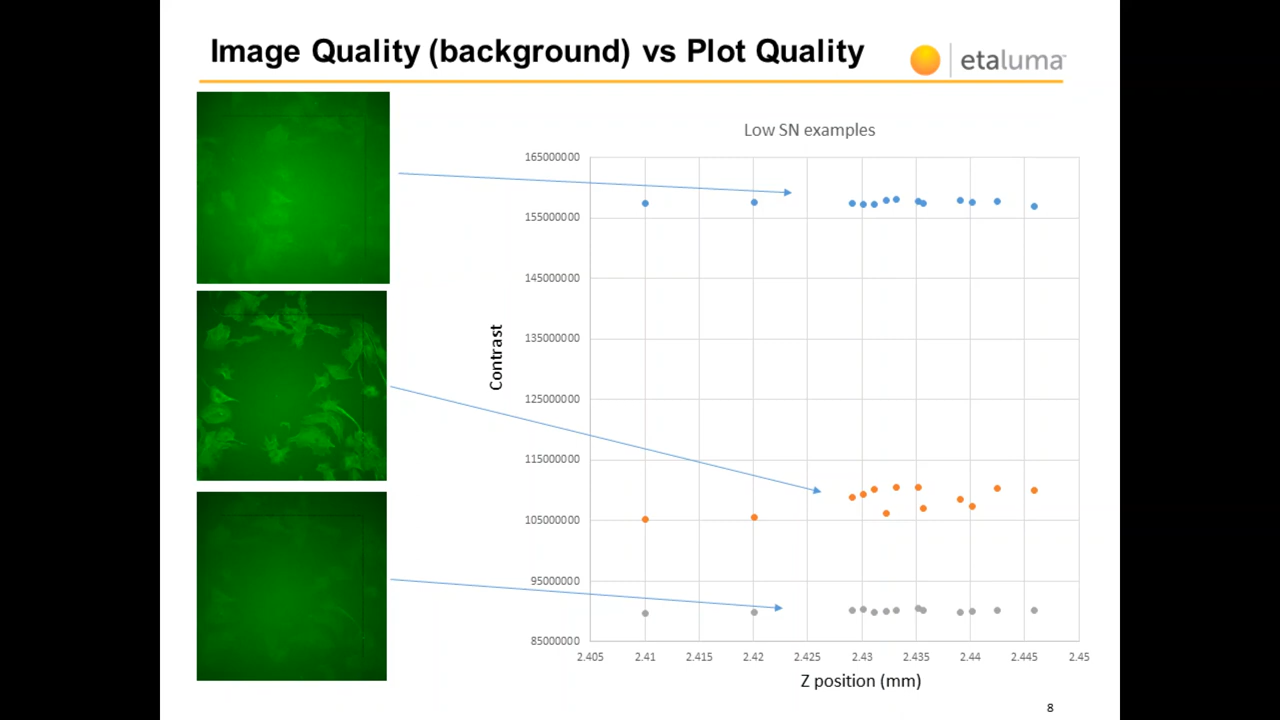 Image Quality (background) vs Plot Quality
etaluma™
Low SN examples
165000000
155000000
145000000
135000000
125000000
115000000
105000000
95000000
85000000
Contrast
2.405 2.41 2.415 2.42 2.425 2.43 2.435 2.44 2.445 2.45
Z position (mm)
8